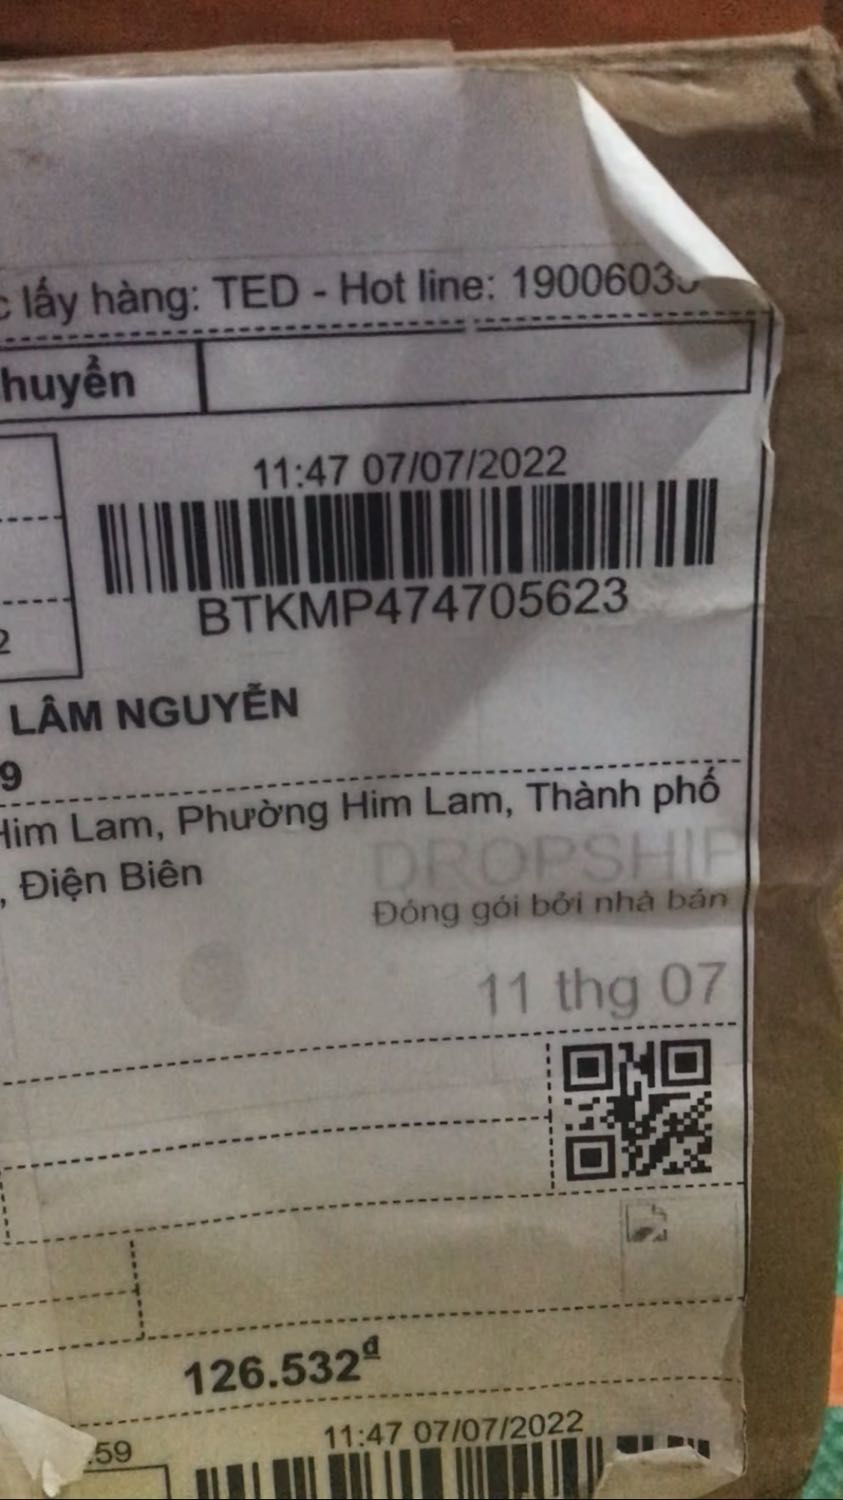 lấy hàng: TED - Hot line: 19006035
huyển
11:47 07/07/2022
BTKMP474705623
2
LÂM NGUYỄN
9
Him Lam, Phường Him Lam, Thành phố
, Điện Biên
DROPSHIP
Đóng gói bởi nhà bán
11 thg 07
126.532đ
:59
11:47 07/07/2022